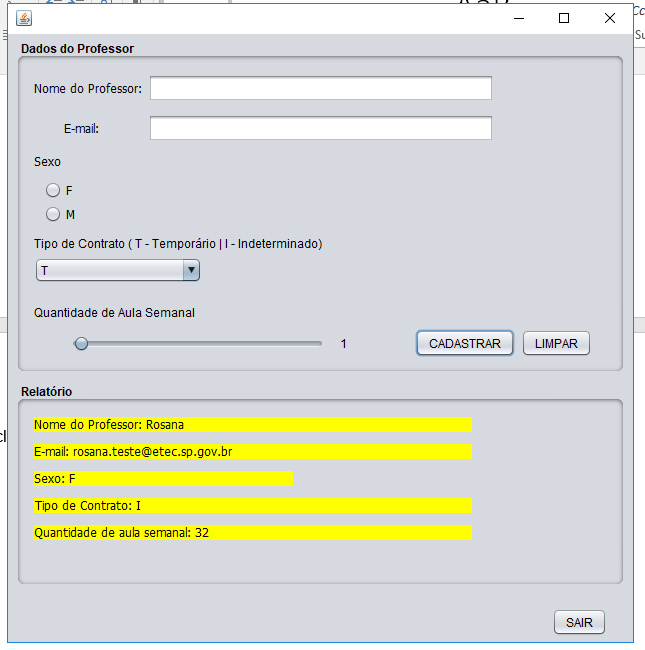 Dados do Professor
Nome do Professor:
E-mail:
Sexo
F
M
Tipo de Contrato ( T - Temporário | I - Indeterminado)
T
Quantidade de Aula Semanal
1 CADASTRAR LIMPAR
Relatório
Nome do Professor: Rosana
E-mail: rosana.teste@etec.sp.gov.br
Sexo: F
Tipo de Contrato: I
Quantidade de aula semanal: 32
SAIR